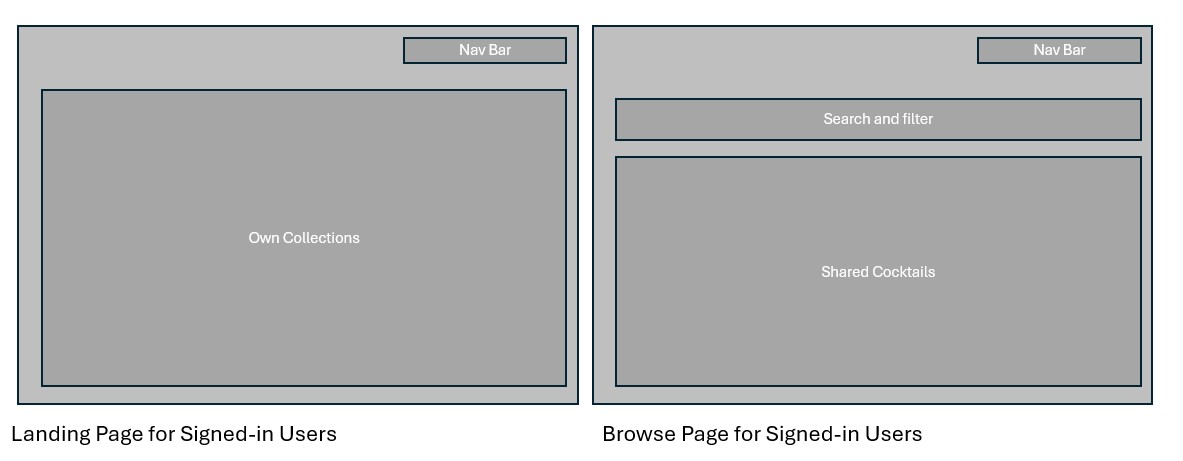 Nav Bar
Own Collections
Landing Page for Signed-in Users
Nav Bar
Search and filter
Shared Cocktails
Browse Page for Signed-in Users